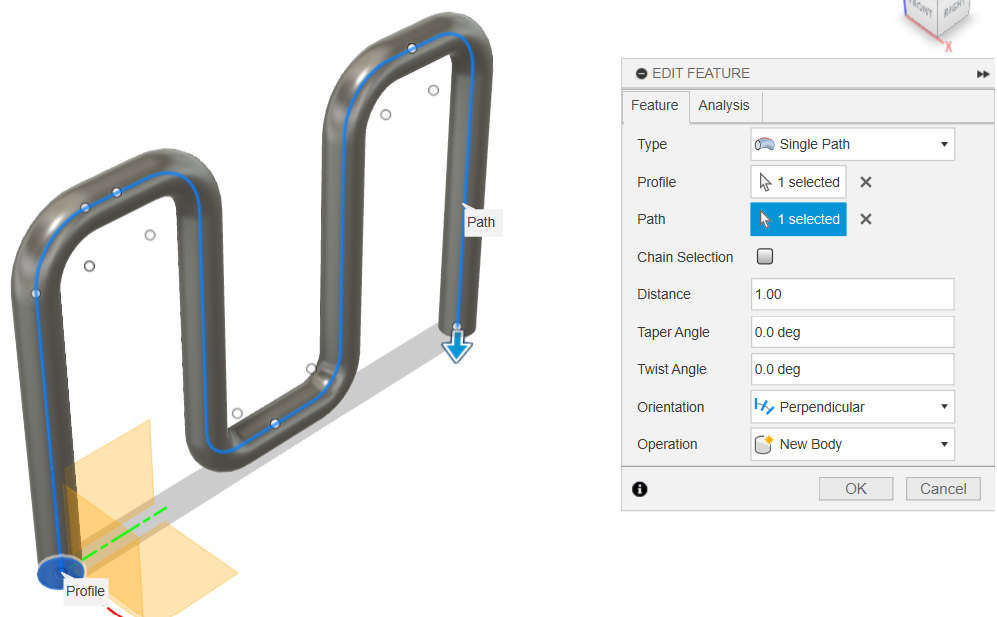 FRONT
RIGHT
X
EDIT FEATURE
Feature Analysis
Type Single Path
Profile 1 selected
Path 1 selected
Chain Selection
Distance 1.00
Taper Angle 0.0 deg
Twist Angle 0.0 deg
Orientation Perpendicular
Operation New Body
OK Cancel
Path
Profile